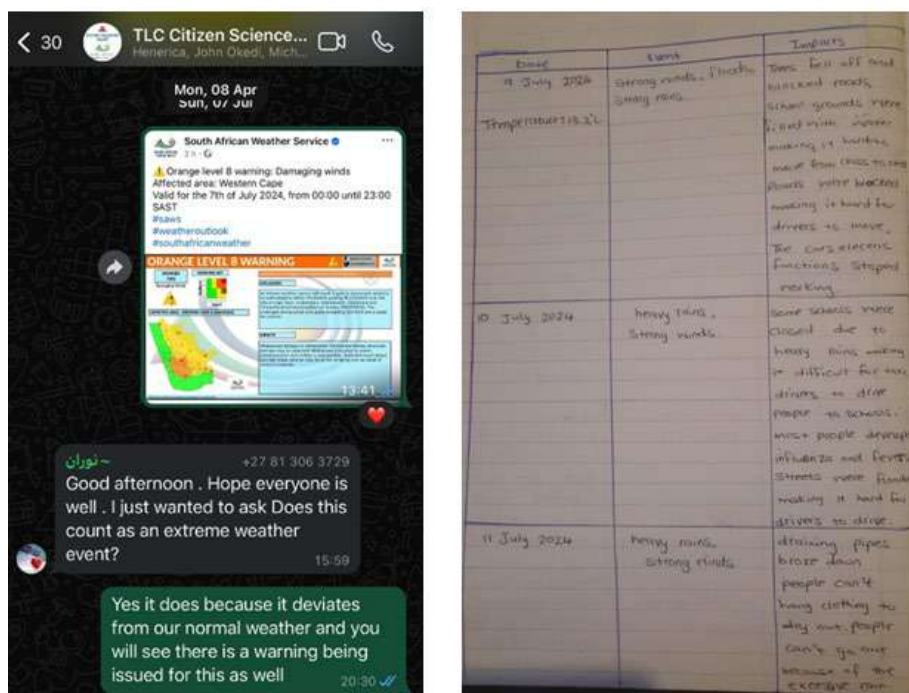 30
TLC Citizen Science...
Henerica, John Okedi, Mich...
Mon, 08 Apr
Sun, 07 Jul
South African Weather Service
2 h
Orange level 8 warning: Damaging winds
Affected area: Western Cape
Valid for the 7th of July 2024, from 00:00 until 23:00
SAST
#saws
#weatheroutlook
#southafricanweather
ORANGE LEVEL 8 WARNING
13:41
~ نوران
+27 81 306 3729
Good afternoon . Hope everyone is
well . I just wanted to ask Does this
count as an extreme weather
event?
15:59
Yes it does because it deviates
from our normal weather and you
will see there is a warning being
issued for this as well
20:30
Date
Event
Impacts
9 July 2024
Strong winds, floods,
Strong rains
Trees fell off and
blocked roads
school grounds were
filled with water
making it hard to
move from class to class
Roads were blocked
making it hard for
drivers to move.
The cars electric
functions stoped
working
10 July 2024
heavy rains,
strong winds
Some schools were
closed due to
heavy rains making
it difficult for taxi
drivers to drive
people to schools.
most people develop
influenza and fever.
Streets were flooded
making it hard for
drivers to drive.
11 July 2024
heavy rains,
strong winds
draining pipes
broke down
people can't
hang clothing to
dry out. people
can't go out
because of the
excessive rain